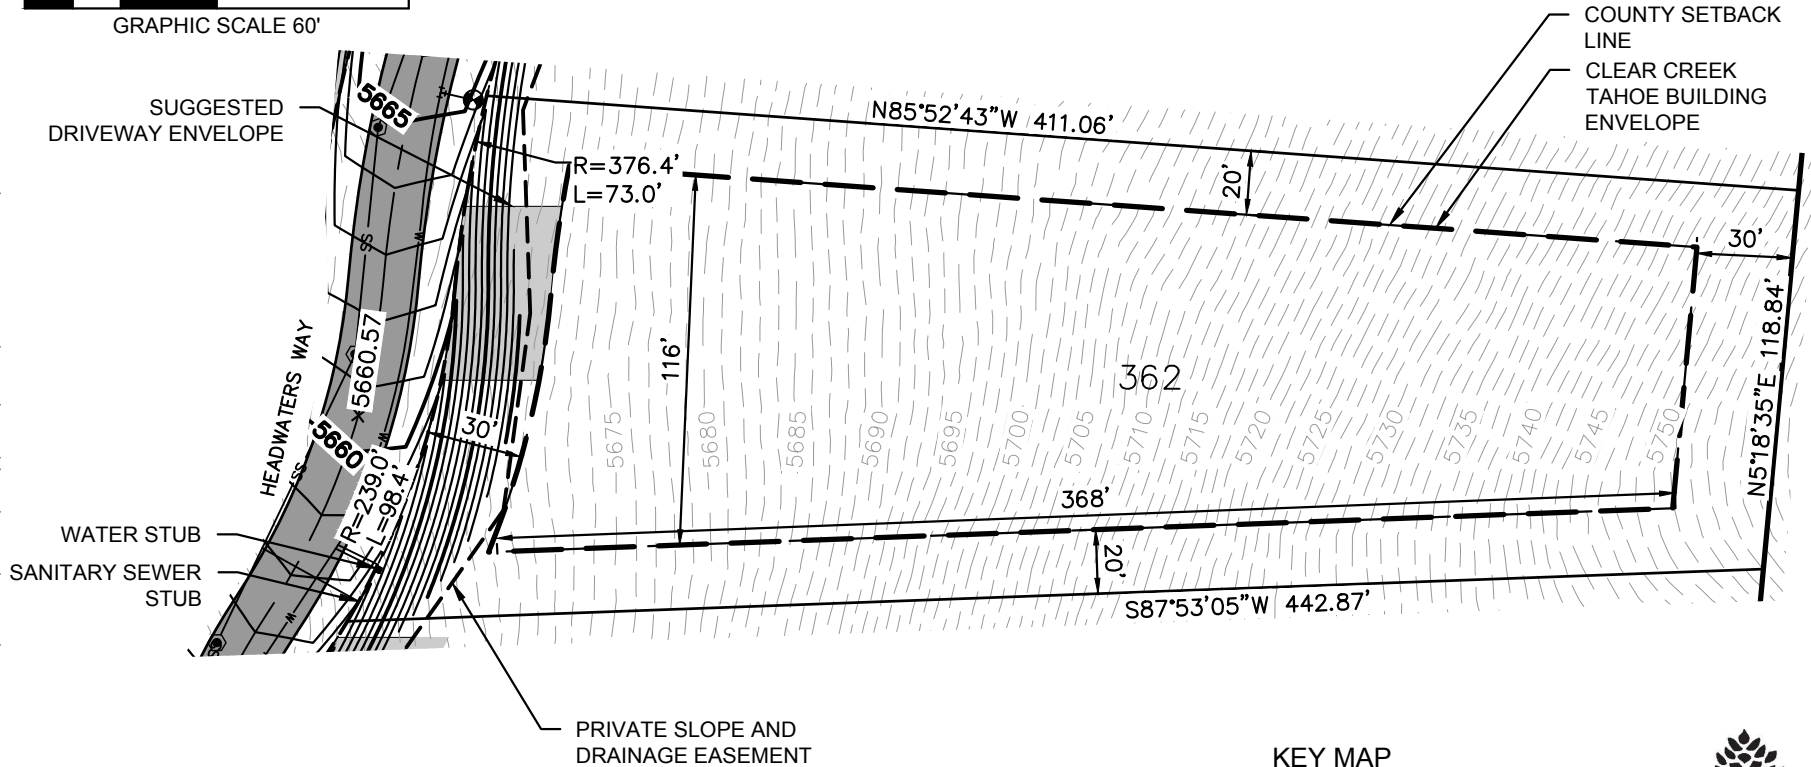 GRAPHIC SCALE 60'
COUNTY SETBACK
LINE
CLEAR CREEK
TAHOE BUILDING
ENVELOPE
SUGGESTED
DRIVEWAY ENVELOPE
5665
N85°52'43"W 411.06'
R=376.4'
L=73.0'
20'
30'
N5°18'35"E 118.84'
116'
362
HEADWATERS WAY
5660.57
5660
SS
W
W
W
SS
W
SS
30'
R=239.0'
L=98.4'
5675
5680
5685
5690
5695
5700
5705
5710
5715
5720
5725
5730
5735
5740
5745
5750
368'
20'
S87°53'05"W 442.87'
WATER STUB
SANITARY SEWER
STUB
PRIVATE SLOPE AND
DRAINAGE EASEMENT
KEY MAP